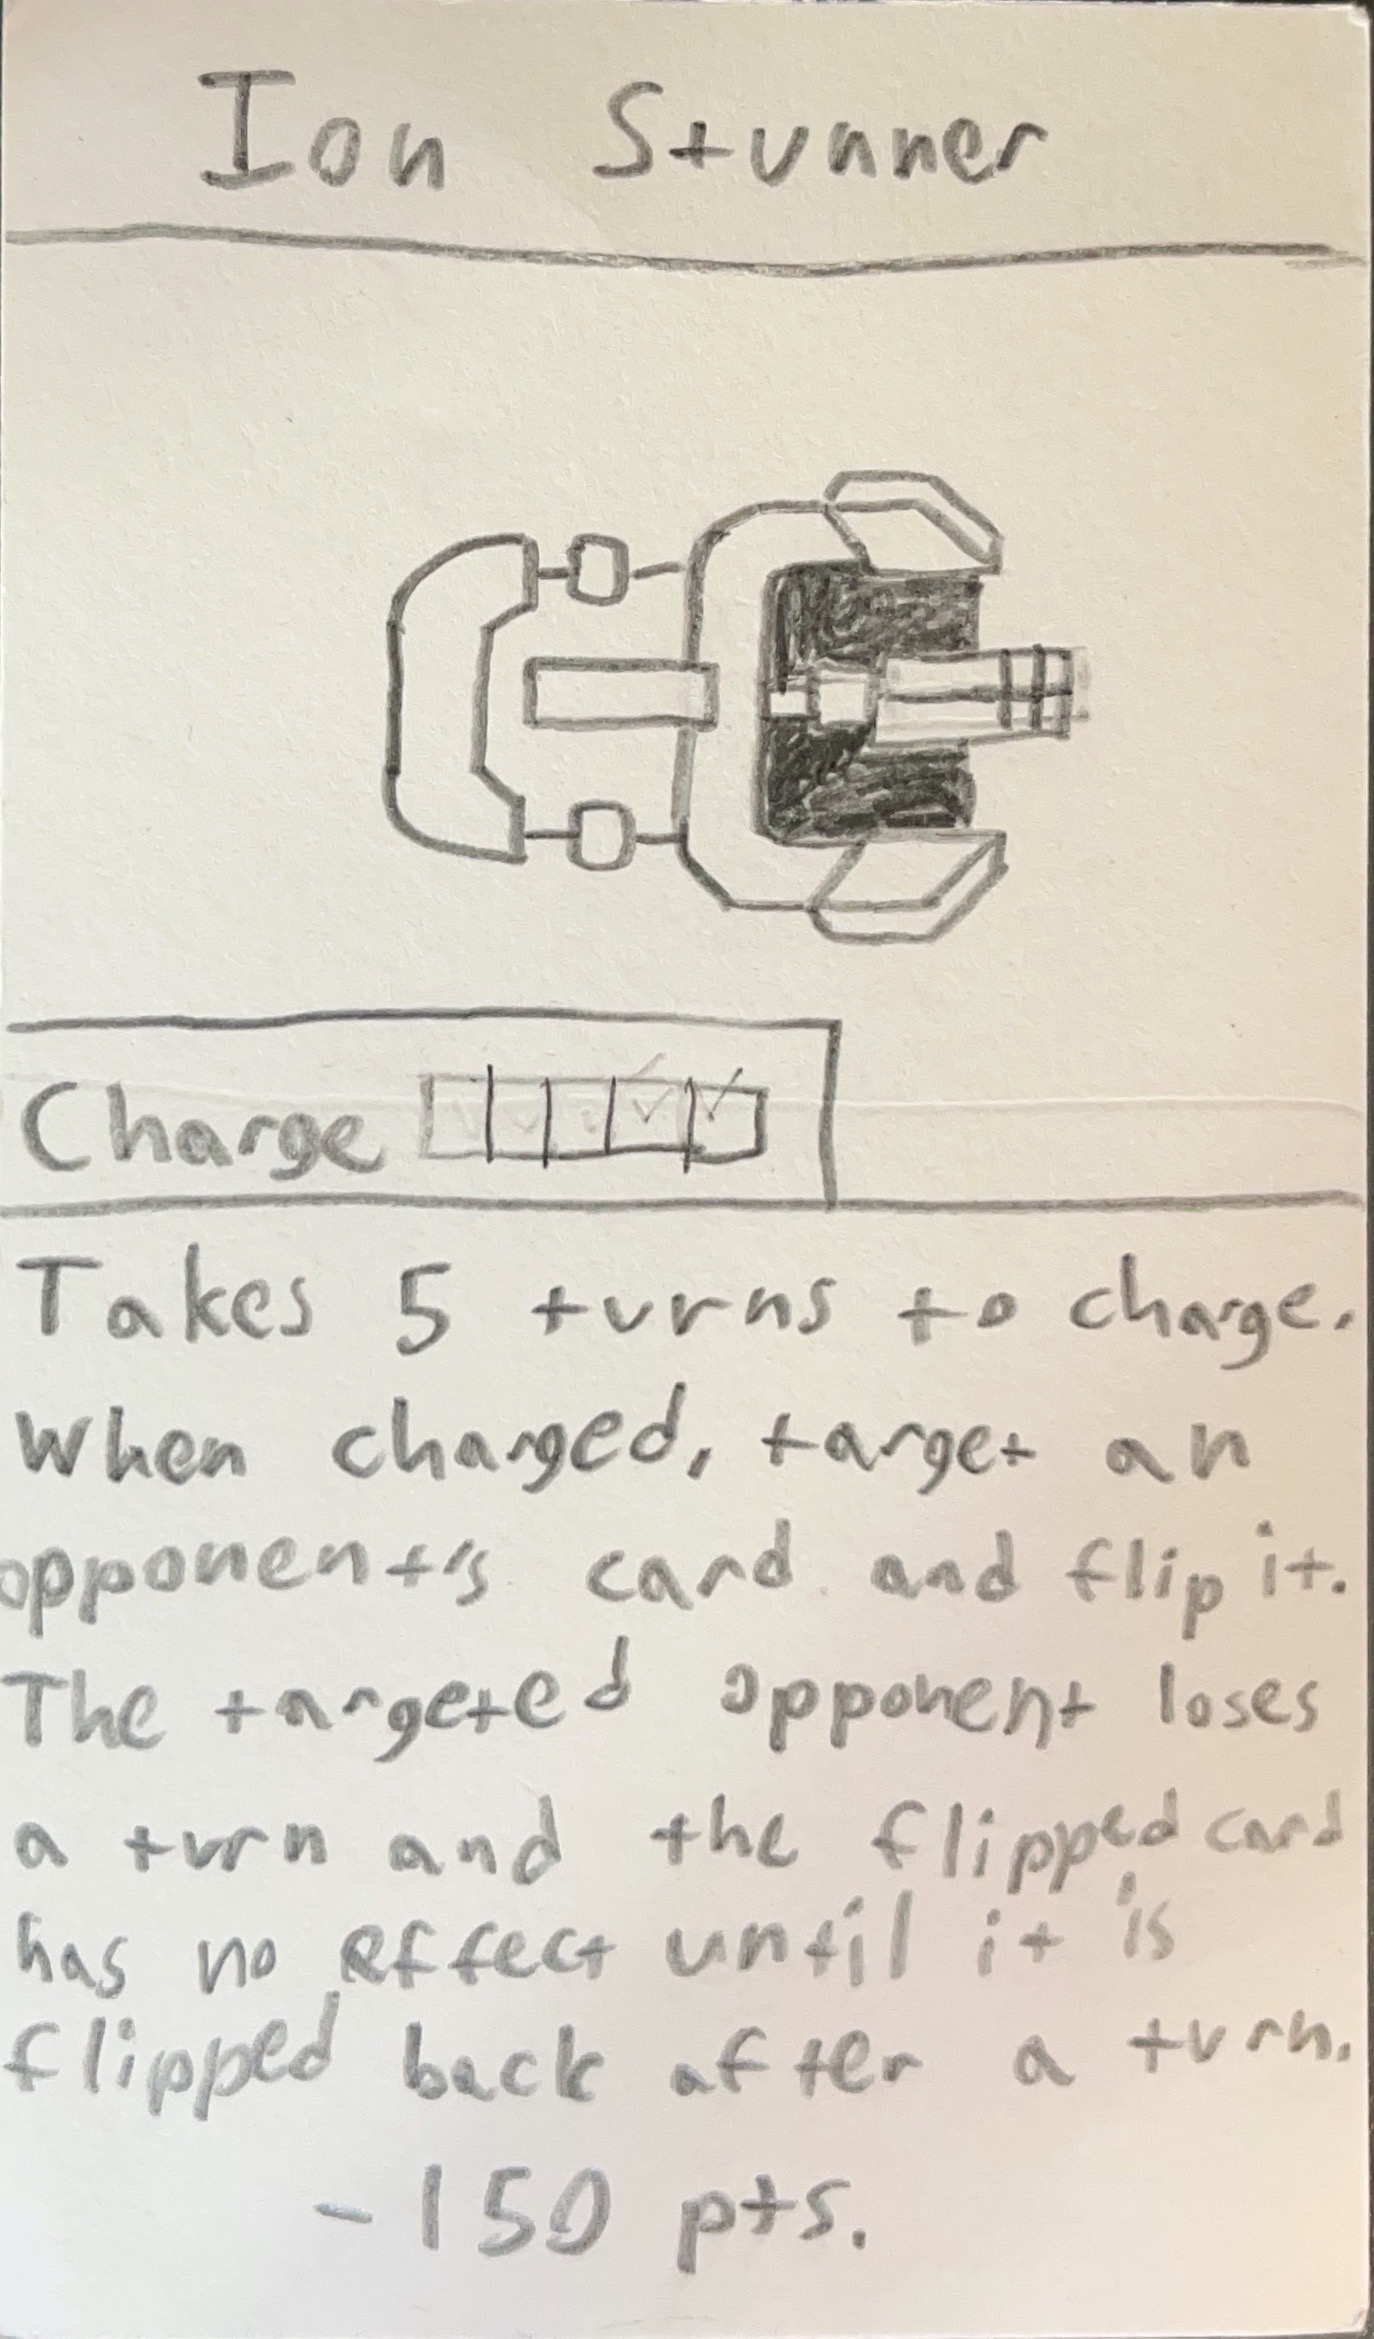 Ion Stunner
Charge
Takes 5 turns to charge.
When charged, target an
opponent's card and flip it.
The targeted opponent loses
a turn and the flipped card
has no effect until it is
flipped back after a turn.
-150 pts.